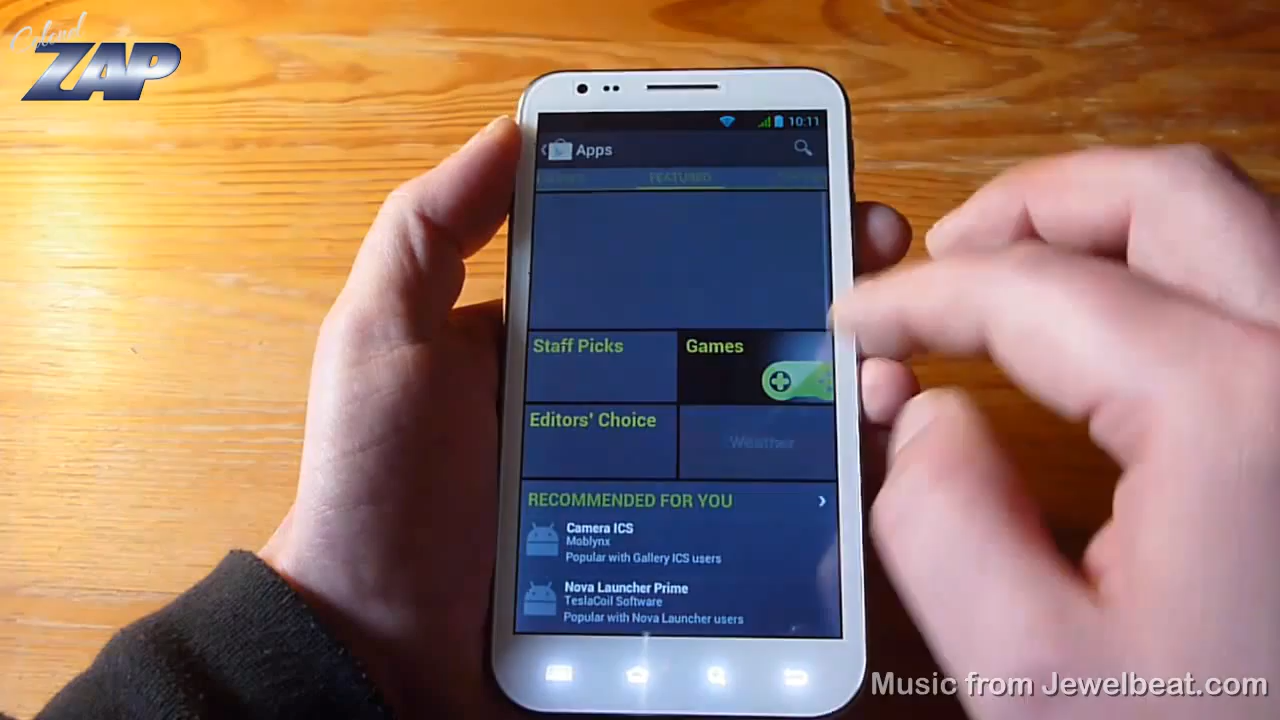 Colonel
ZAP
10:11
Apps
FEATURED
Staff Picks
Games
Editors' Choice
Weather
RECOMMENDED FOR YOU
Camera ICS
Moblynx
Popular with Gallery ICS users
Nova Launcher Prime
TeslaCoil Software
Popular with Nova Launcher users
Music from Jewelbeat.com